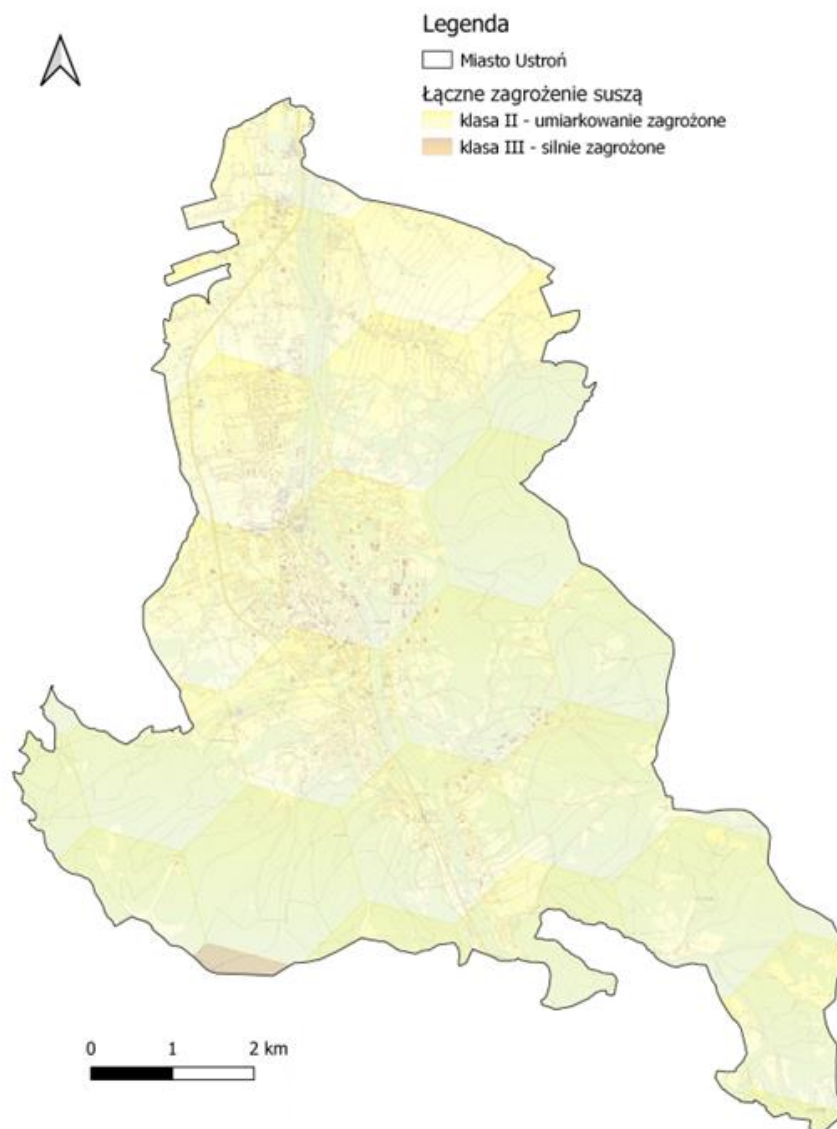 Legenda
Miasto Ustroń
Łączne zagrożenie suszą
klasa II - umiarkowanie zagrożone
klasa III - silnie zagrożone
0 1 2 km